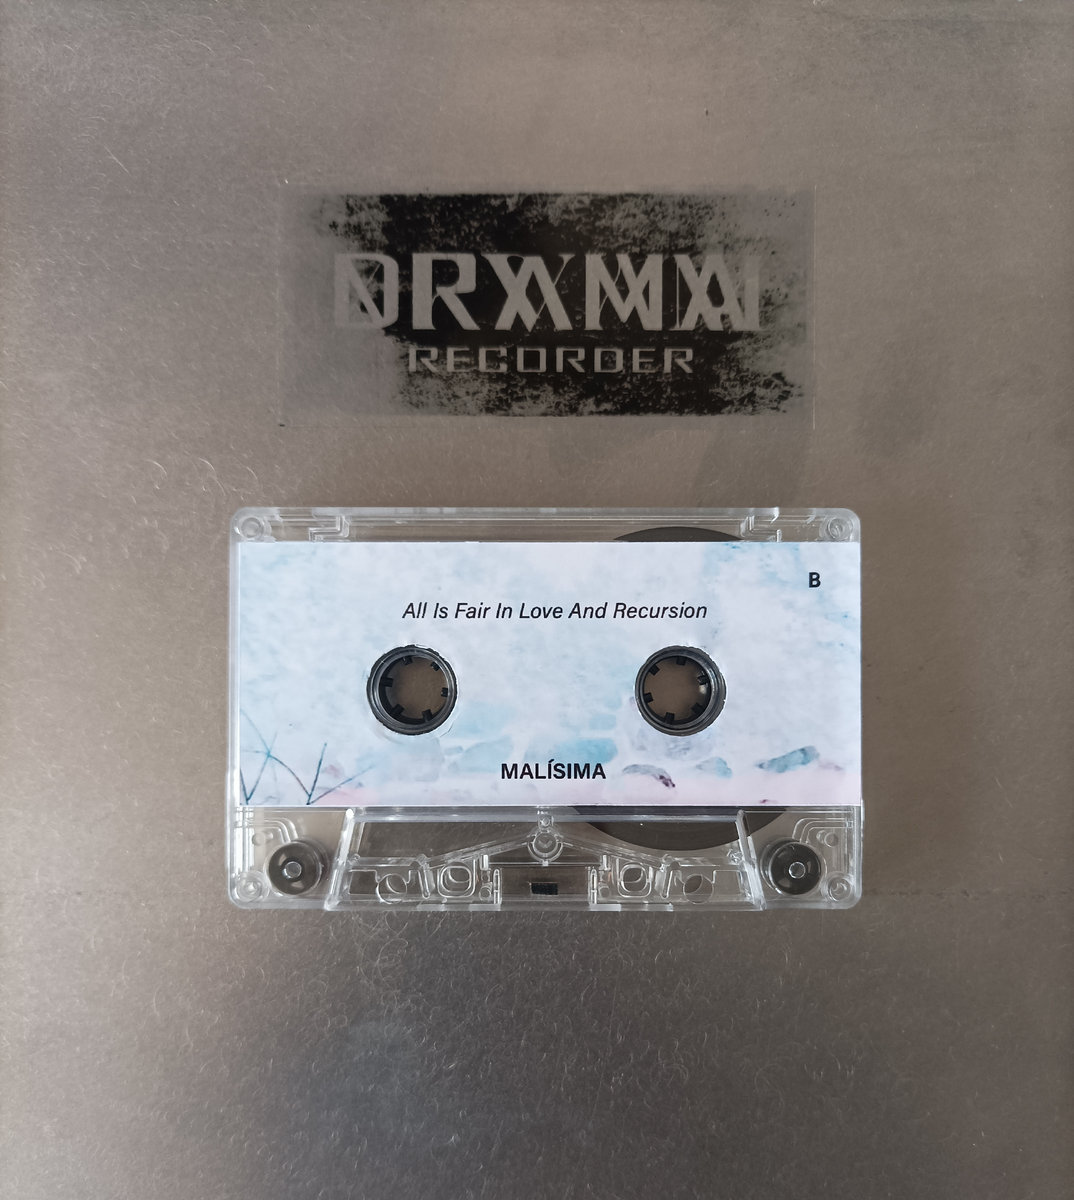 DRAMA
RECORDER
B
All Is Fair In Love And Recursion
MALÍSIMA